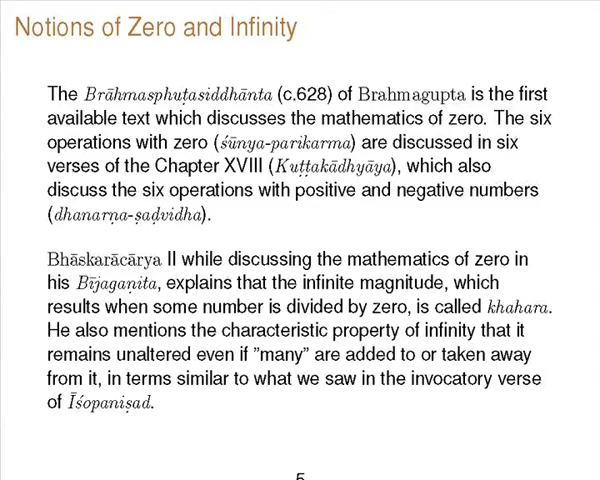 Notions of Zero and Infinity
The Brāhmasphuṭasiddhānta (c.628) of Brahmagupta is the first
available text which discusses the mathematics of zero. The six
operations with zero (śūnya-parikarma) are discussed in six
verses of the Chapter XVIII (Kuṭṭakādhyāya), which also
discuss the six operations with positive and negative numbers
(dhanarṇa-ṣaḍvidha).
Bhāskarācārya II while discussing the mathematics of zero in
his Bījagaṇita, explains that the infinite magnitude, which
results when some number is divided by zero, is called khahara.
He also mentions the characteristic property of infinity that it
remains unaltered even if ”many” are added to or taken away
from it, in terms similar to what we saw in the invocatory verse
of Īśopaniṣad.
5